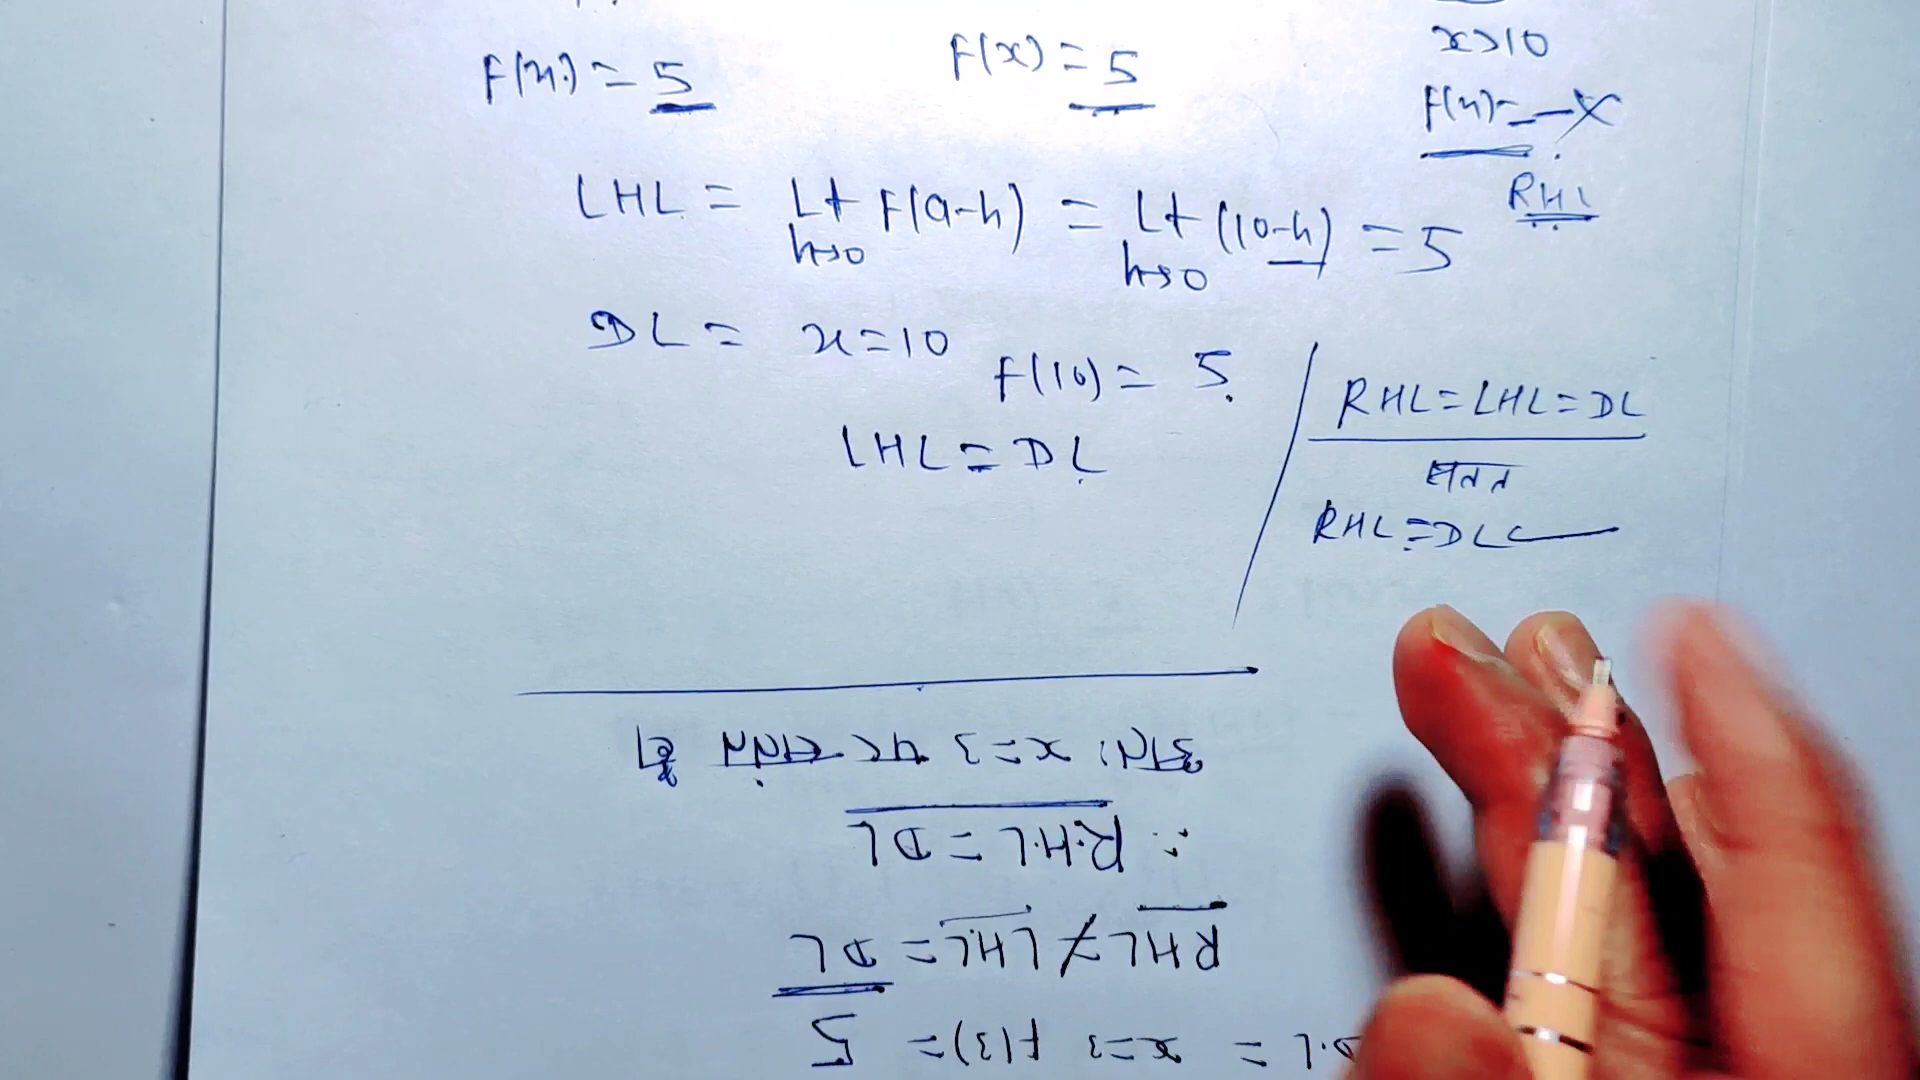 x>10
F(x) = 5
F(x) = 5
F(x) = — X
RHL
LHL = Lt F(a-h) = Lt (10-h) = 5
h→0 h→0
DL = x=10
F(10) = 5.
LHL = DL
RHL = LHL = DL
सतत
RHL = DL
अतः x=3 पर सतत है
∴ R.H.L = DL
RHL ≠ LHL = DL
D.L = x=3 F(3) = 5